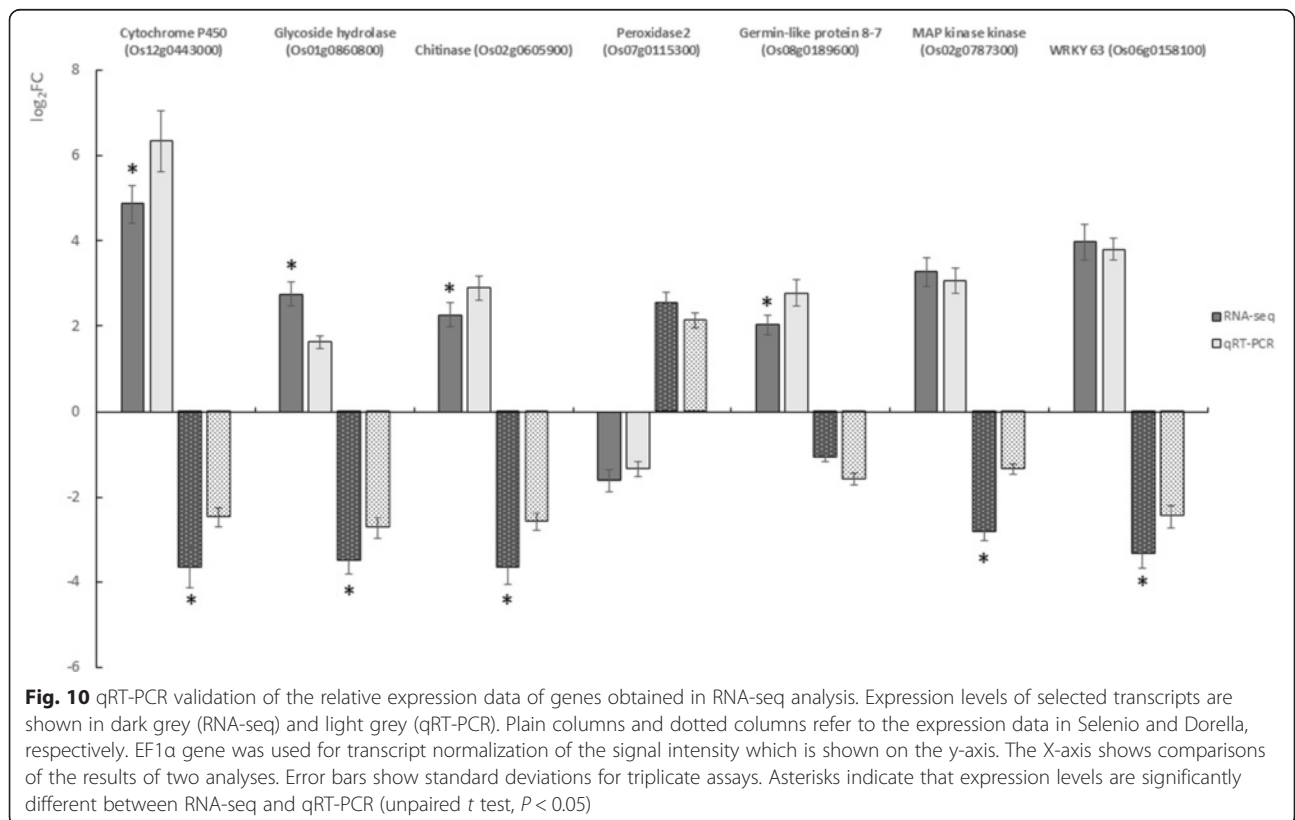 Cytochrome P450 Glycoside hydrolase Chitinase (Os02g0605900) Peroxidase2 Germin-like protein 8-7 MAP kinase kinase WRKY 63 (Os06g0158100)
(Os12g0443000) (Os01g0860800) (Os07g0115300) (Os08g0189600) (Os02g0787300)
8
log₂FC
6
4
2
0
-2
-4
-6
* * * * * * * * *
RNA-seq
qRT-PCR
Fig. 10 qRT-PCR validation of the relative expression data of genes obtained in RNA-seq analysis. Expression levels of selected transcripts are
shown in dark grey (RNA-seq) and light grey (qRT-PCR). Plain columns and dotted columns refer to the expression data in Selenio and Dorella,
respectively. EF1α gene was used for transcript normalization of the signal intensity which is shown on the y-axis. The X-axis shows comparisons
of the results of two analyses. Error bars show standard deviations for triplicate assays. Asterisks indicate that expression levels are significantly
different between RNA-seq and qRT-PCR (unpaired t test, P < 0.05)